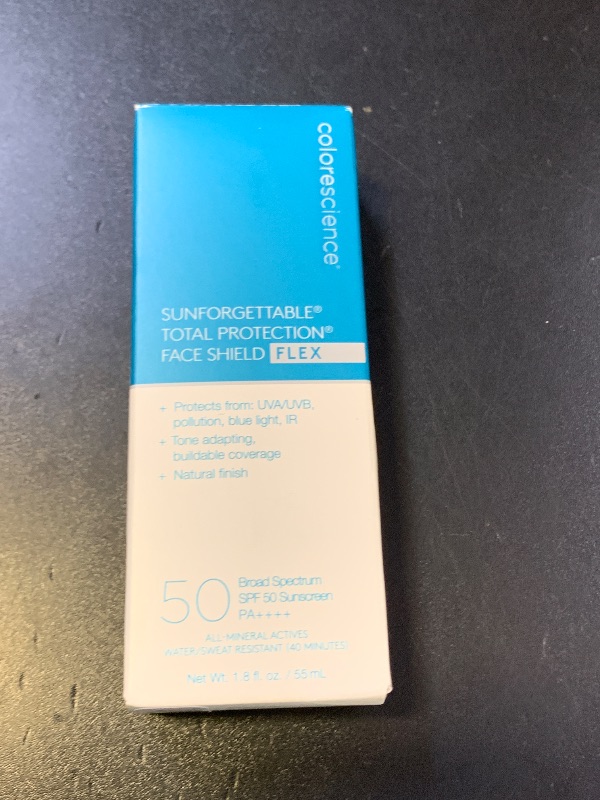 colorescience®
SUNFORGETTABLE®
TOTAL PROTECTION®
FACE SHIELD FLEX
+ Protects from: UVA/UVB,
pollution, blue light, IR
+ Tone adapting,
buildable coverage
+ Natural finish
50
Broad Spectrum
SPF 50 Sunscreen
PA++++
ALL-MINERAL ACTIVES
WATER/SWEAT RESISTANT (40 MINUTES)
Net Wt. 1.8 fl. oz. / 55 mL